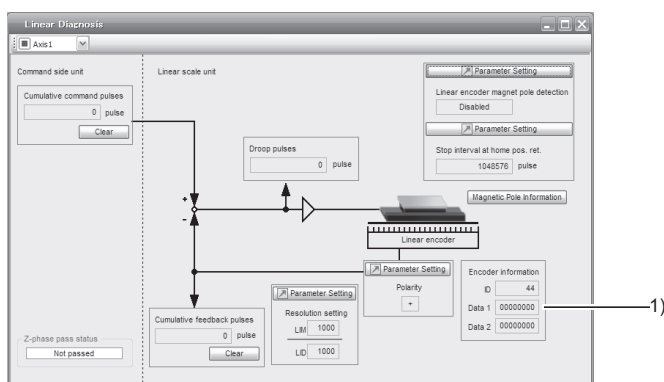 Linear Diagnosis
Axis1
Command side unit
Linear scale unit
Parameter Setting
Linear encoder magnet pole detection
Disabled
Parameter Setting
Stop interval at home pos. ret.
1048576 pulse
Cumulative command pulses
0 pulse
Clear
Droop pulses
0 pulse
Magnetic Pole Information
+
-
Linear encoder
Parameter Setting
Polarity
+
Encoder information
ID 44
Data 1 00000000
Data 2 00000000
1)
Parameter Setting
Resolution setting
LIM 1000
LID 1000
Cumulative feedback pulses
0 pulse
Clear
Z-phase pass status
Not passed